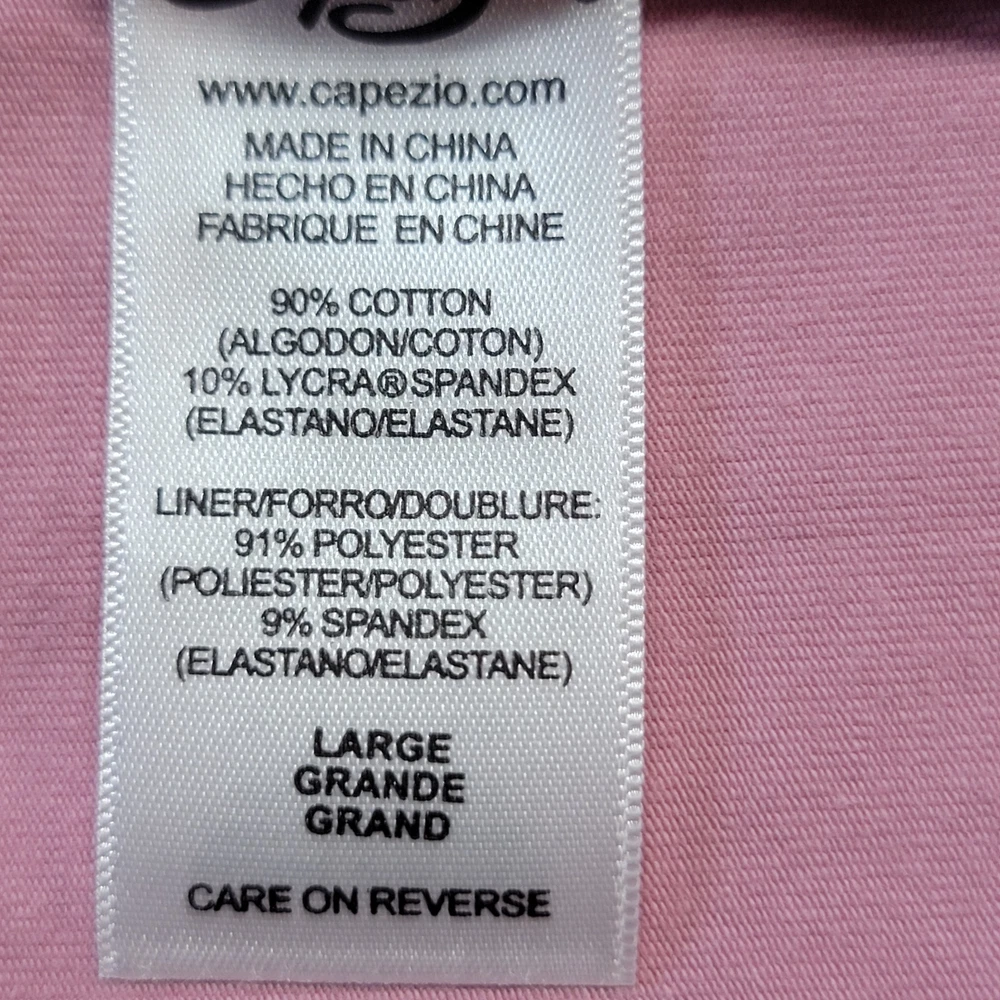 www.capezio.com
MADE IN CHINA
HECHO EN CHINA
FABRIQUE EN CHINE
90% COTTON
(ALGODON/COTON)
10% LYCRA® SPANDEX
(ELASTANO/ELASTANE)
LINER/FORRO/DOUBLURE:
91% POLYESTER
(POLIESTER/POLYESTER)
9% SPANDEX
(ELASTANO/ELASTANE)
LARGE
GRANDE
GRAND
CARE ON REVERSE